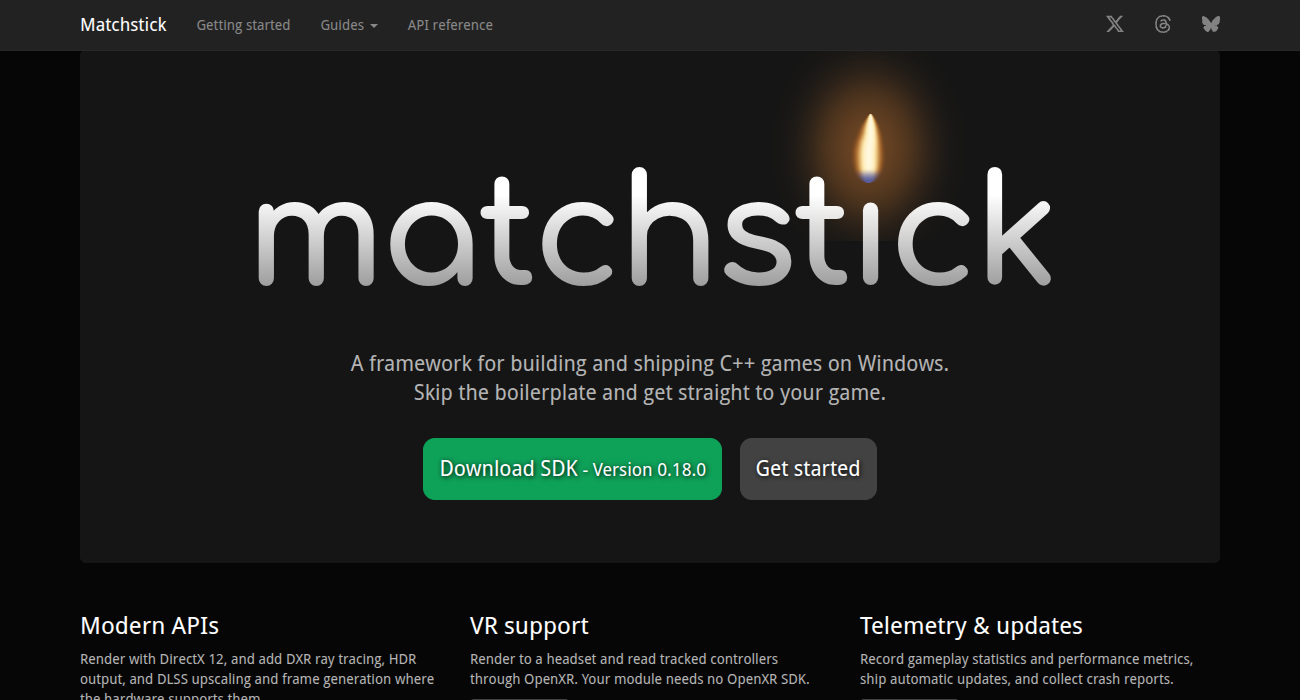 Matchstick Getting started Guides API reference
matchstick
A framework for building and shipping C++ games on Windows.
Skip the boilerplate and get straight to your game.
Download SDK - Version 0.18.0 Get started
Modern APIs
Render with DirectX 12, and add DXR ray tracing, HDR
output, and DLSS upscaling and frame generation where
the hardware supports them.
VR support
Render to a headset and read tracked controllers
through OpenXR. Your module needs no OpenXR SDK.
Telemetry & updates
Record gameplay statistics and performance metrics,
ship automatic updates, and collect crash reports.